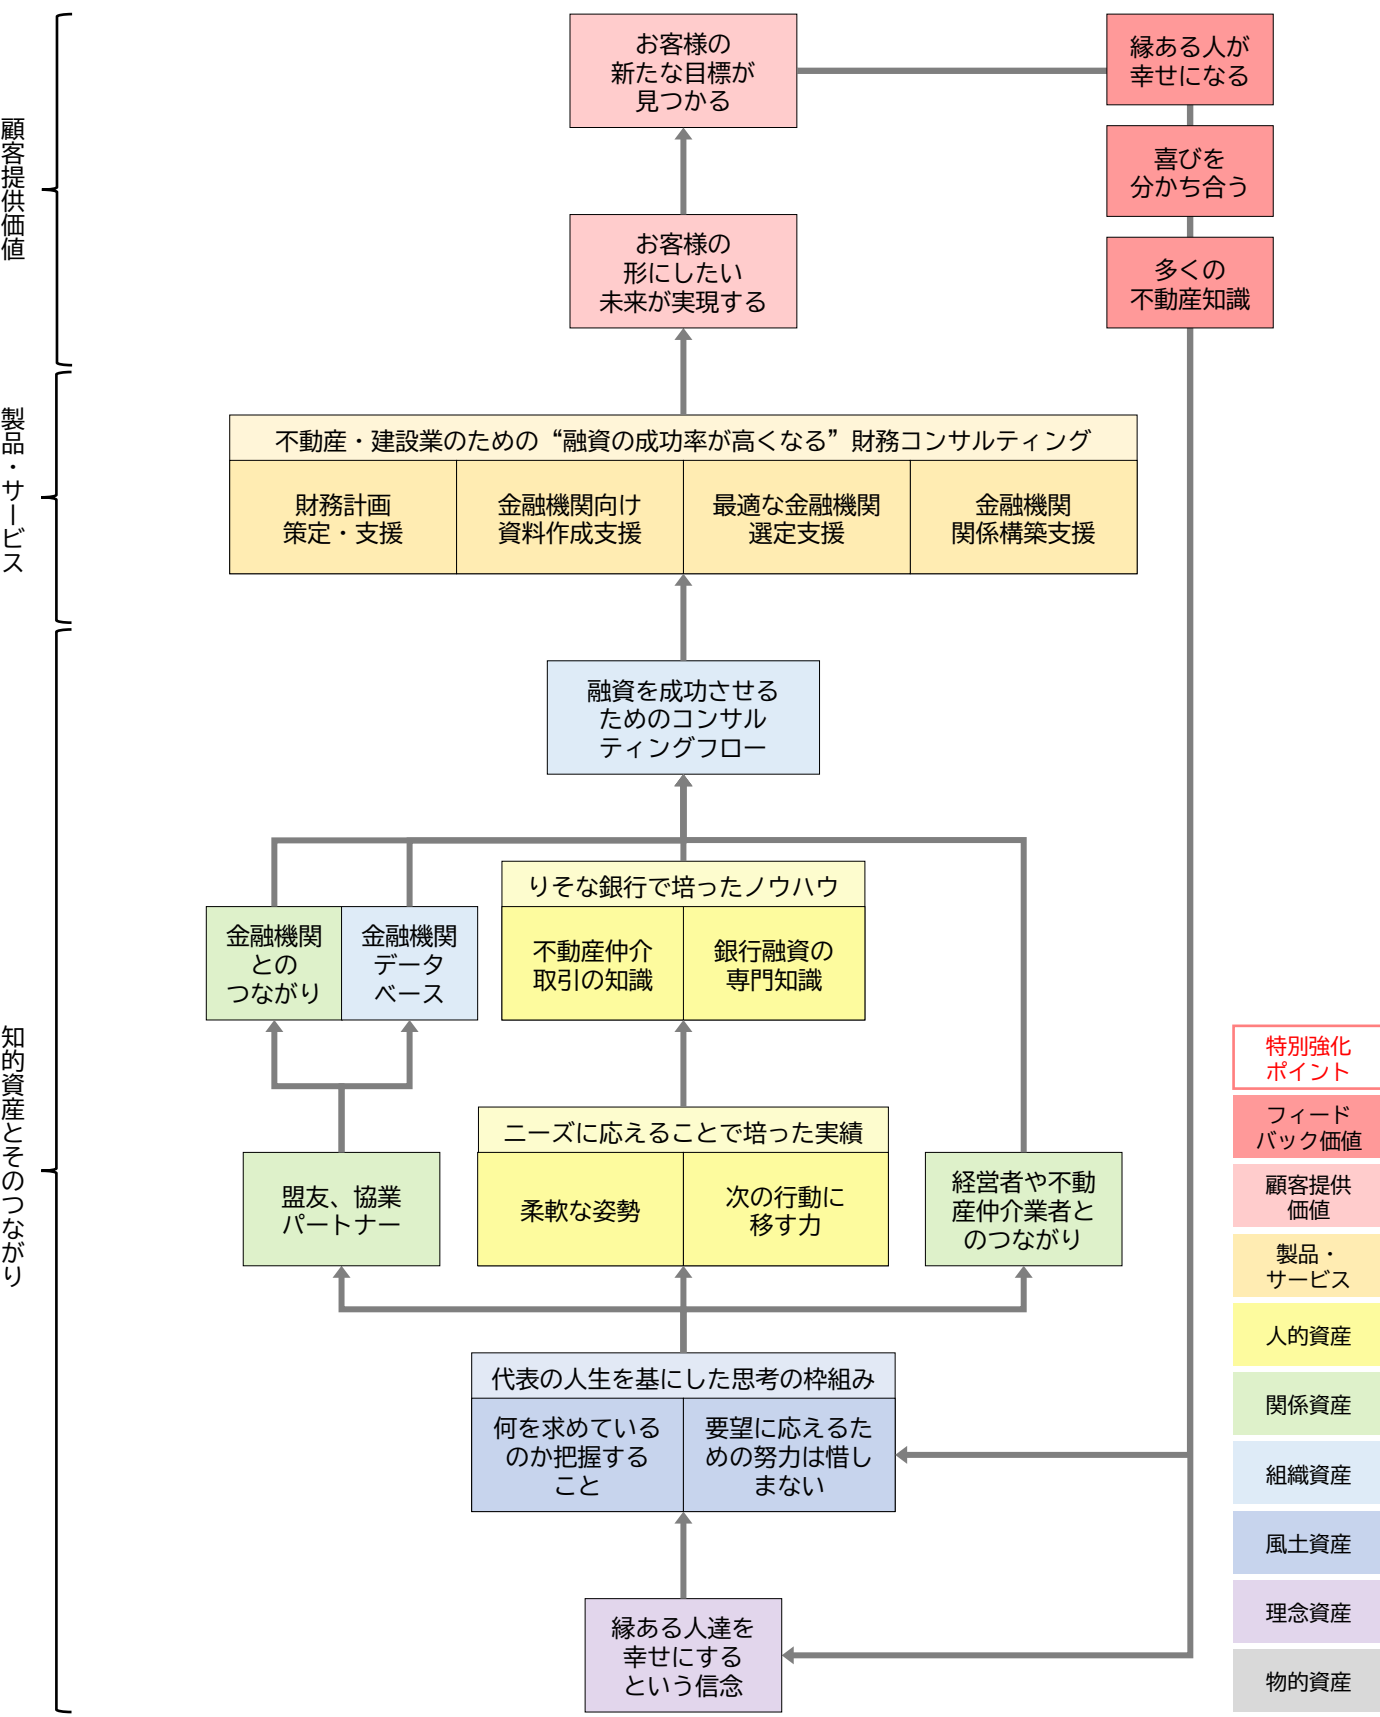 顧客提供価値
お客様の
新たな目標が
見つかる
縁ある人が
幸せになる
喜びを
分かち合う
お客様の
形にしたい
未来が実現する
多くの
不動産知識
製品・サービス
不動産・建設業のための“融資の成功率が高くなる”財務コンサルティング
財務計画
策定・支援
金融機関向け
資料作成支援
最適な金融機関
選定支援
金融機関
関係構築支援
知的資産とそのつながり
融資を成功させる
ためのコンサル
ティングフロー
金融機関
との
つながり
金融機関
データ
ベース
りそな銀行で培ったノウハウ
不動産仲介
取引の知識
銀行融資の
専門知識
盟友、協業
パートナー
ニーズに応えることで培った実績
柔軟な姿勢
次の行動に
移す力
経営者や不動
産仲介業者と
のつながり
代表の人生を基にした思考の枠組み
何を求めている
のか把握する
こと
要望に応えるた
めの努力は惜し
まない
縁ある人達を
幸せにする
という信念
特別強化
ポイント
フィード
バック価値
顧客提供
価値
製品・
サービス
人的資産
関係資産
組織資産
風土資産
理念資産
物的資産